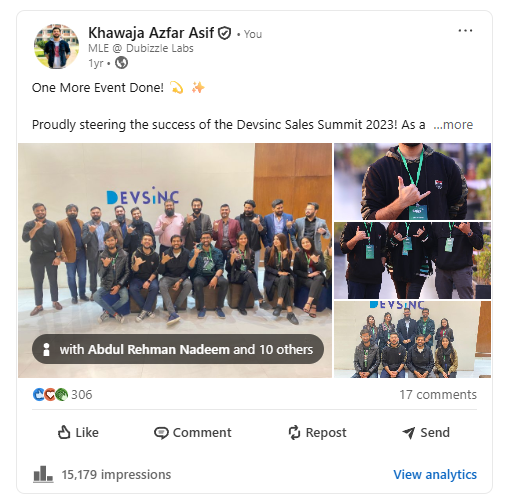 Khawaja Azfar Asif • You
MLE @ Dubizzle Labs
1yr •
One More Event Done! 💫 ✨
Proudly steering the success of the Devsinc Sales Summit 2023! As a ...more
DEVSINC
DEVSINC
with Abdul Rehman Nadeem and 10 others
306
17 comments
Like
Comment
Repost
Send
15,179 impressions
View analytics